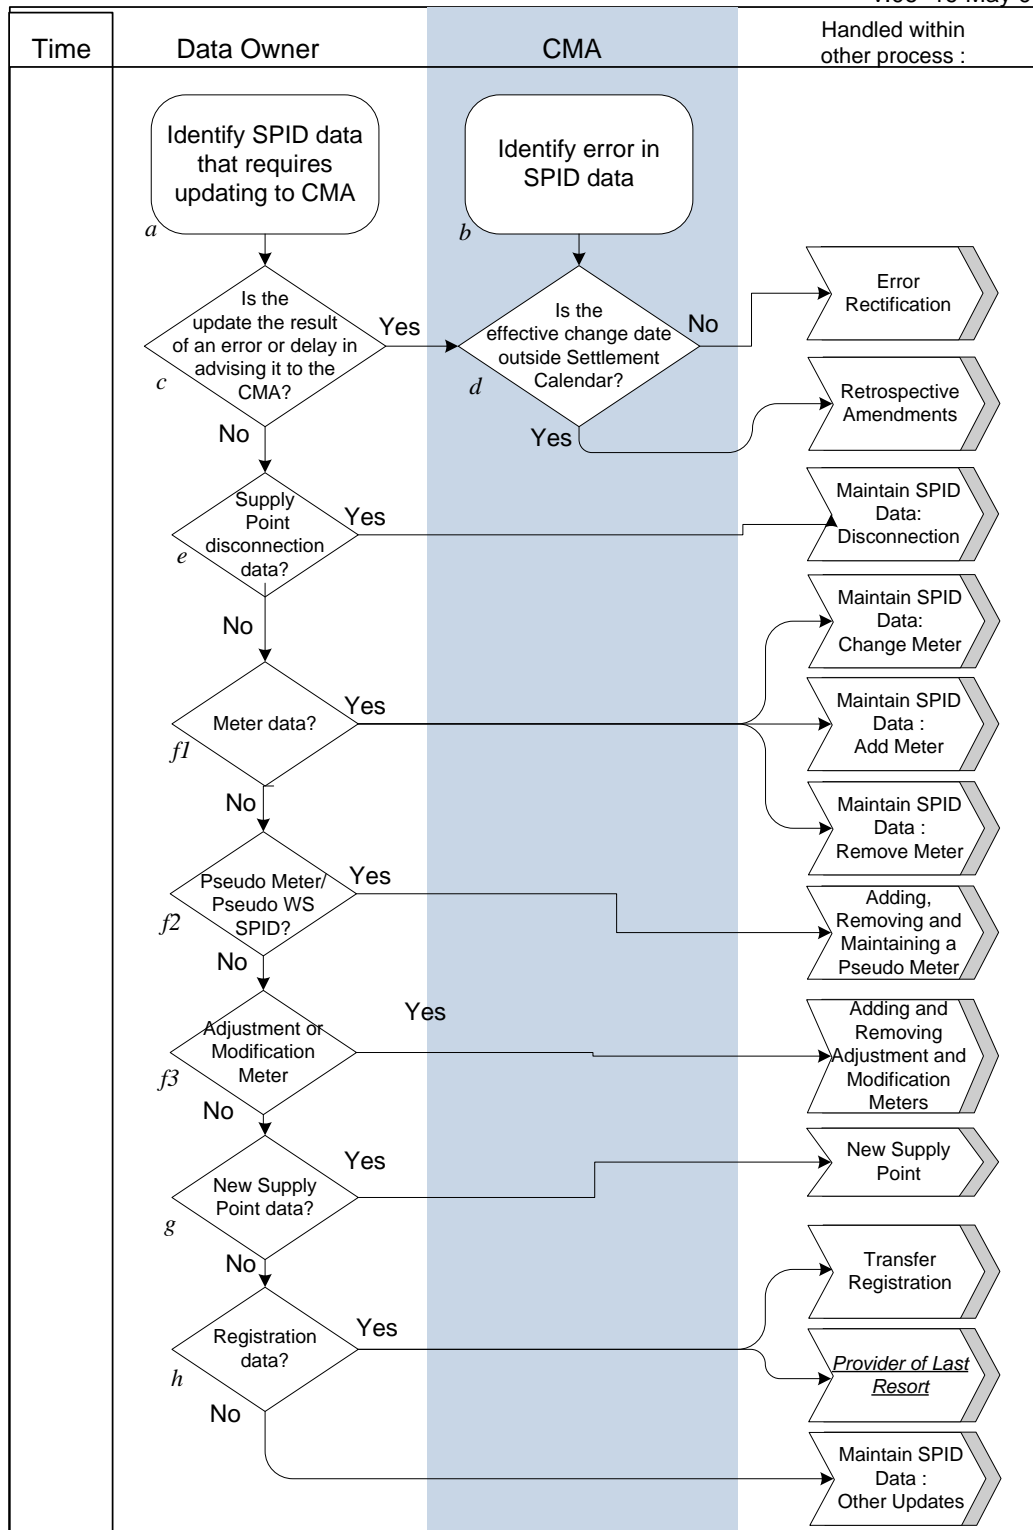 Time
Data Owner
CMA
Handled within
other process :
Identify SPID data
that requires
updating to CMA
a
Identify error in
SPID data
b
Is the
update the result
of an error or delay in
advising it to the
CMA?
c
Yes
No
Is the
effective change date
outside Settlement
Calendar?
d
No
Yes
Error
Rectification
Retrospective
Amendments
Supply
Point
disconnection
data?
e
Yes
No
Maintain SPID
Data:
Disconnection
Meter data?
f1
Yes
No
Maintain SPID
Data:
Change Meter
Maintain SPID
Data :
Add Meter
Maintain SPID
Data :
Remove Meter
Pseudo Meter/
Pseudo WS
SPID?
f2
Yes
No
Adding,
Removing and
Maintaining a
Pseudo Meter
Adjustment or
Modification
Meter
f3
Yes
No
Adding and
Removing
Adjustment and
Modification
Meters
New Supply
Point data?
g
Yes
No
New Supply
Point
Registration
data?
h
Yes
No
Transfer
Registration
Provider of Last
Resort
Maintain SPID
Data :
Other Updates